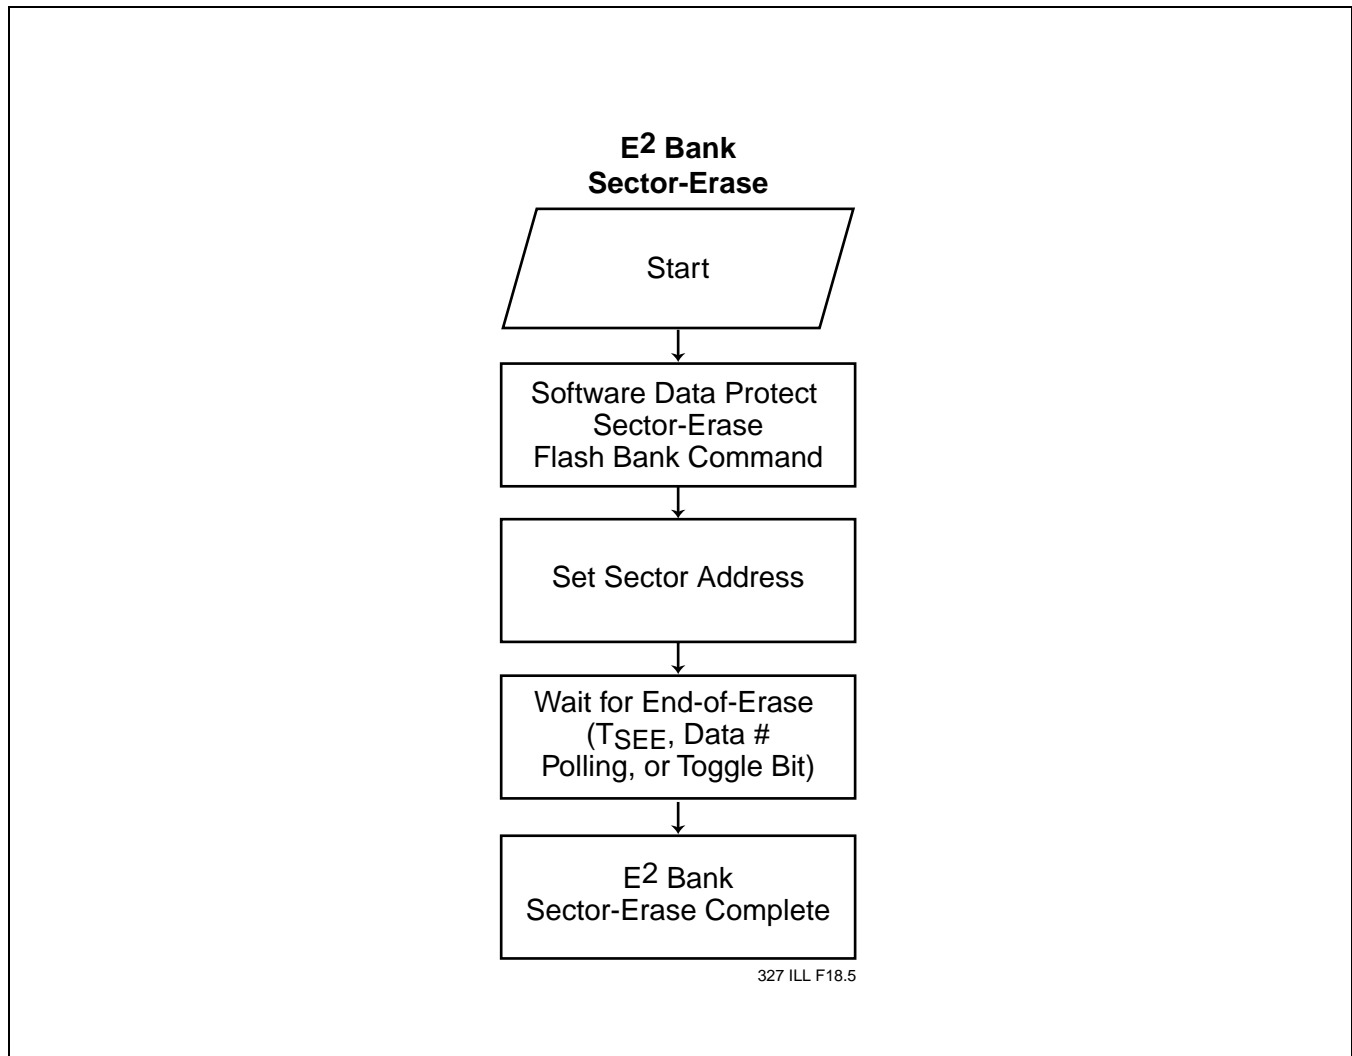 E2 Bank
Sector-Erase
Start
Software Data Protect
Sector-Erase
Flash Bank Command
Set Sector Address
Wait for End-of-Erase
(TSEE, Data #
Polling, or Toggle Bit)
E2 Bank
Sector-Erase Complete
327 ILL F18.5